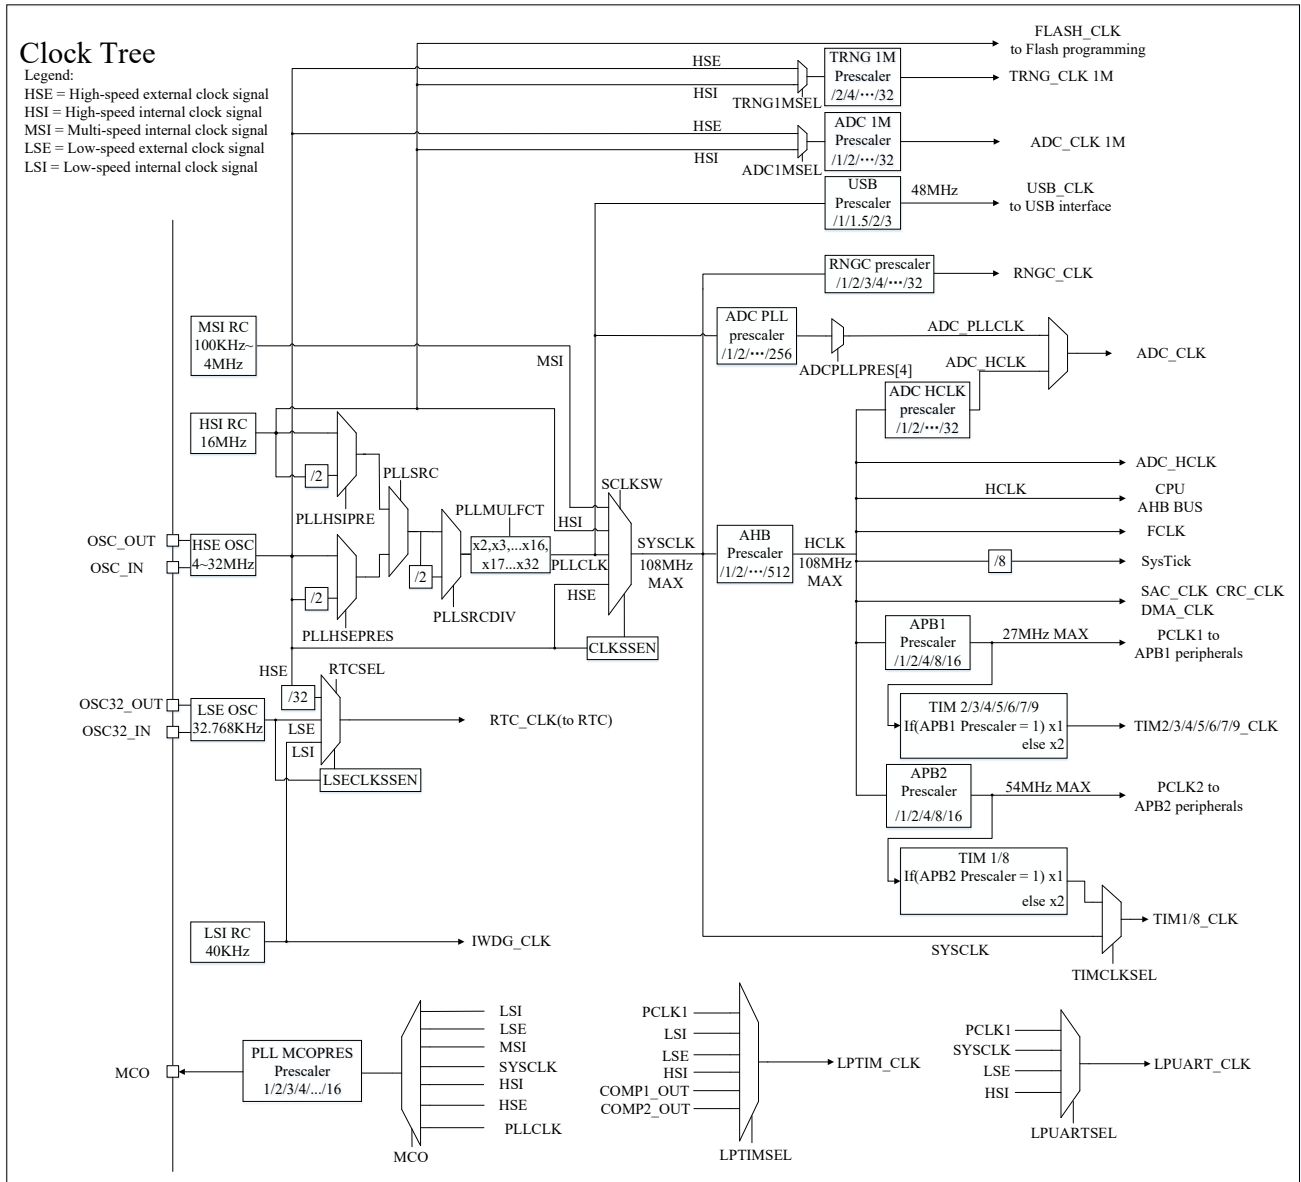 Clock Tree
Legend:
HSE = High-speed external clock signal
HSI = High-speed internal clock signal
MSI = Multi-speed internal clock signal
LSE = Low-speed external clock signal
LSI = Low-speed internal clock signal
FLASH_CLK
to Flash programming
HSE
HSI
TRNG1MSEL
TRNG 1M
Prescaler
/2/4/···/32
TRNG_CLK 1M
HSE
HSI
ADC1MSEL
ADC 1M
Prescaler
/1/2/···/32
ADC_CLK 1M
USB
Prescaler
/1/1.5/2/3
48MHz
USB_CLK
to USB interface
RNGC prescaler
/1/2/3/4/···/32
RNGC_CLK
MSI RC
100KHz~
4MHz
MSI
ADC PLL
prescaler
/1/2/···/256
ADCPLLPRES[4]
ADC_PLLCLK
ADC_HCLK
ADC_CLK
ADC HCLK
prescaler
/1/2/···/32
HSI RC
16MHz
/2
PLLHSIPRE
PLLSRC
PLLMULFCT
SCLKSW
HSI
ADC_HCLK
HCLK
CPU
AHB BUS
FCLK
OSC_OUT
OSC_IN
HSE OSC
4~32MHz
/2
PLLHSEPRES
/2
PLLSRCDIV
x2,x3,...x16,
x17...x32
PLLCLK
HSE
SYSCLK
108MHz
MAX
AHB
Prescaler
/1/2/···/512
HCLK
108MHz
MAX
/8
SysTick
SAC_CLK CRC_CLK
DMA_CLK
CLKSSEN
APB1
Prescaler
/1/2/4/8/16
27MHz MAX
PCLK1 to
APB1 peripherals
HSE
RTCSEL
/32
OSC32_OUT
OSC32_IN
LSE OSC
32.768KHz
LSE
LSI
RTC_CLK(to RTC)
LSECLKSSEN
TIM 2/3/4/5/6/7/9
If(APB1 Prescaler = 1) x1
else x2
TIM2/3/4/5/6/7/9_CLK
APB2
Prescaler
/1/2/4/8/16
54MHz MAX
PCLK2 to
APB2 peripherals
TIM 1/8
If(APB2 Prescaler = 1) x1
else x2
TIM1/8_CLK
SYSCLK
TIMCLKSEL
LSI RC
40KHz
IWDG_CLK
MCO
PLL MCOPRES
Prescaler
1/2/3/4/.../16
LSI
LSE
MSI
SYSCLK
HSI
HSE
PLLCLK
MCO
PCLK1
LSI
LSE
HSI
COMP1_OUT
COMP2_OUT
LPTIM_CLK
LPTIMSEL
PCLK1
SYSCLK
LSE
HSI
LPUART_CLK
LPUARTSEL